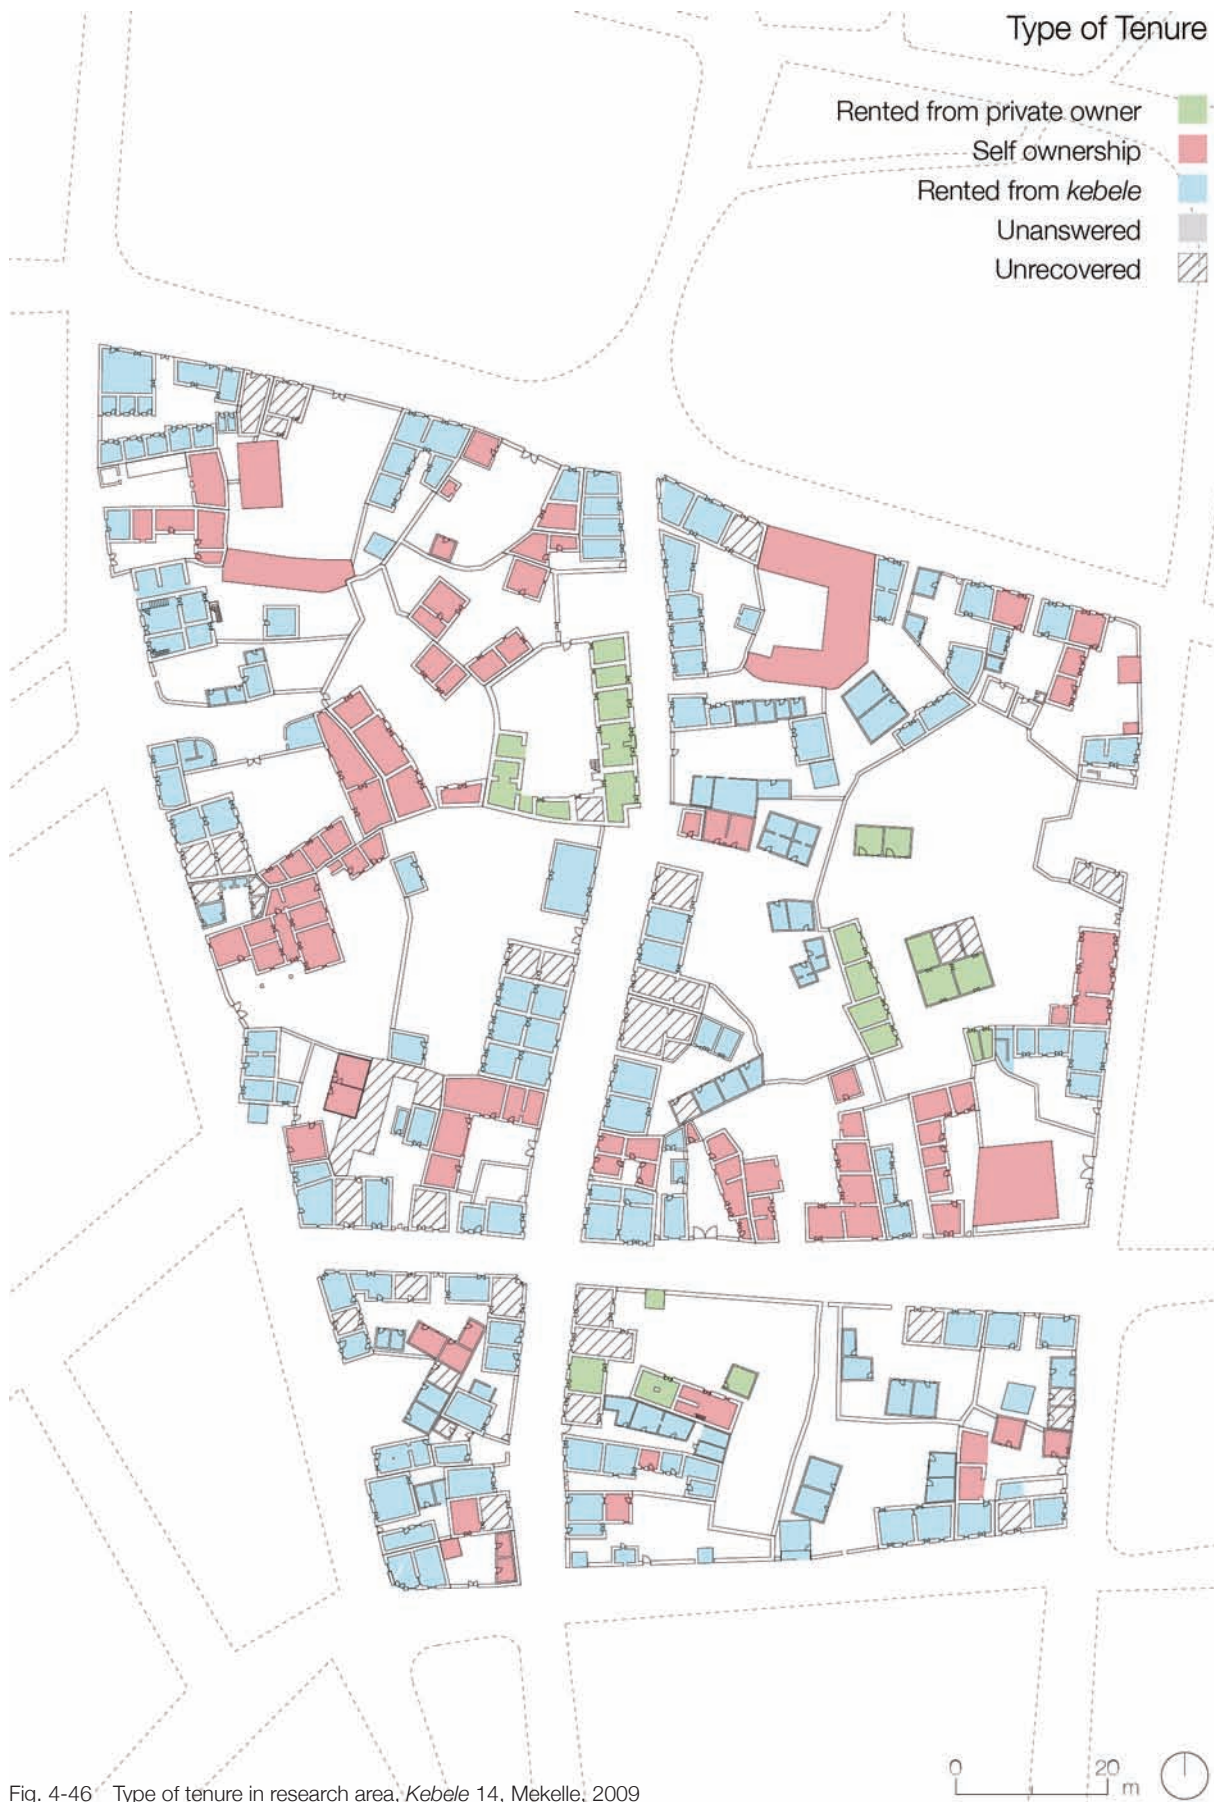 Type of Tenure
Rented from private owner
Self ownership
Rented from kebele
Unanswered
Unrecovered
0 20 m
Fig. 4-46 Type of tenure in research area, Kebele 14, Mekelle, 2009